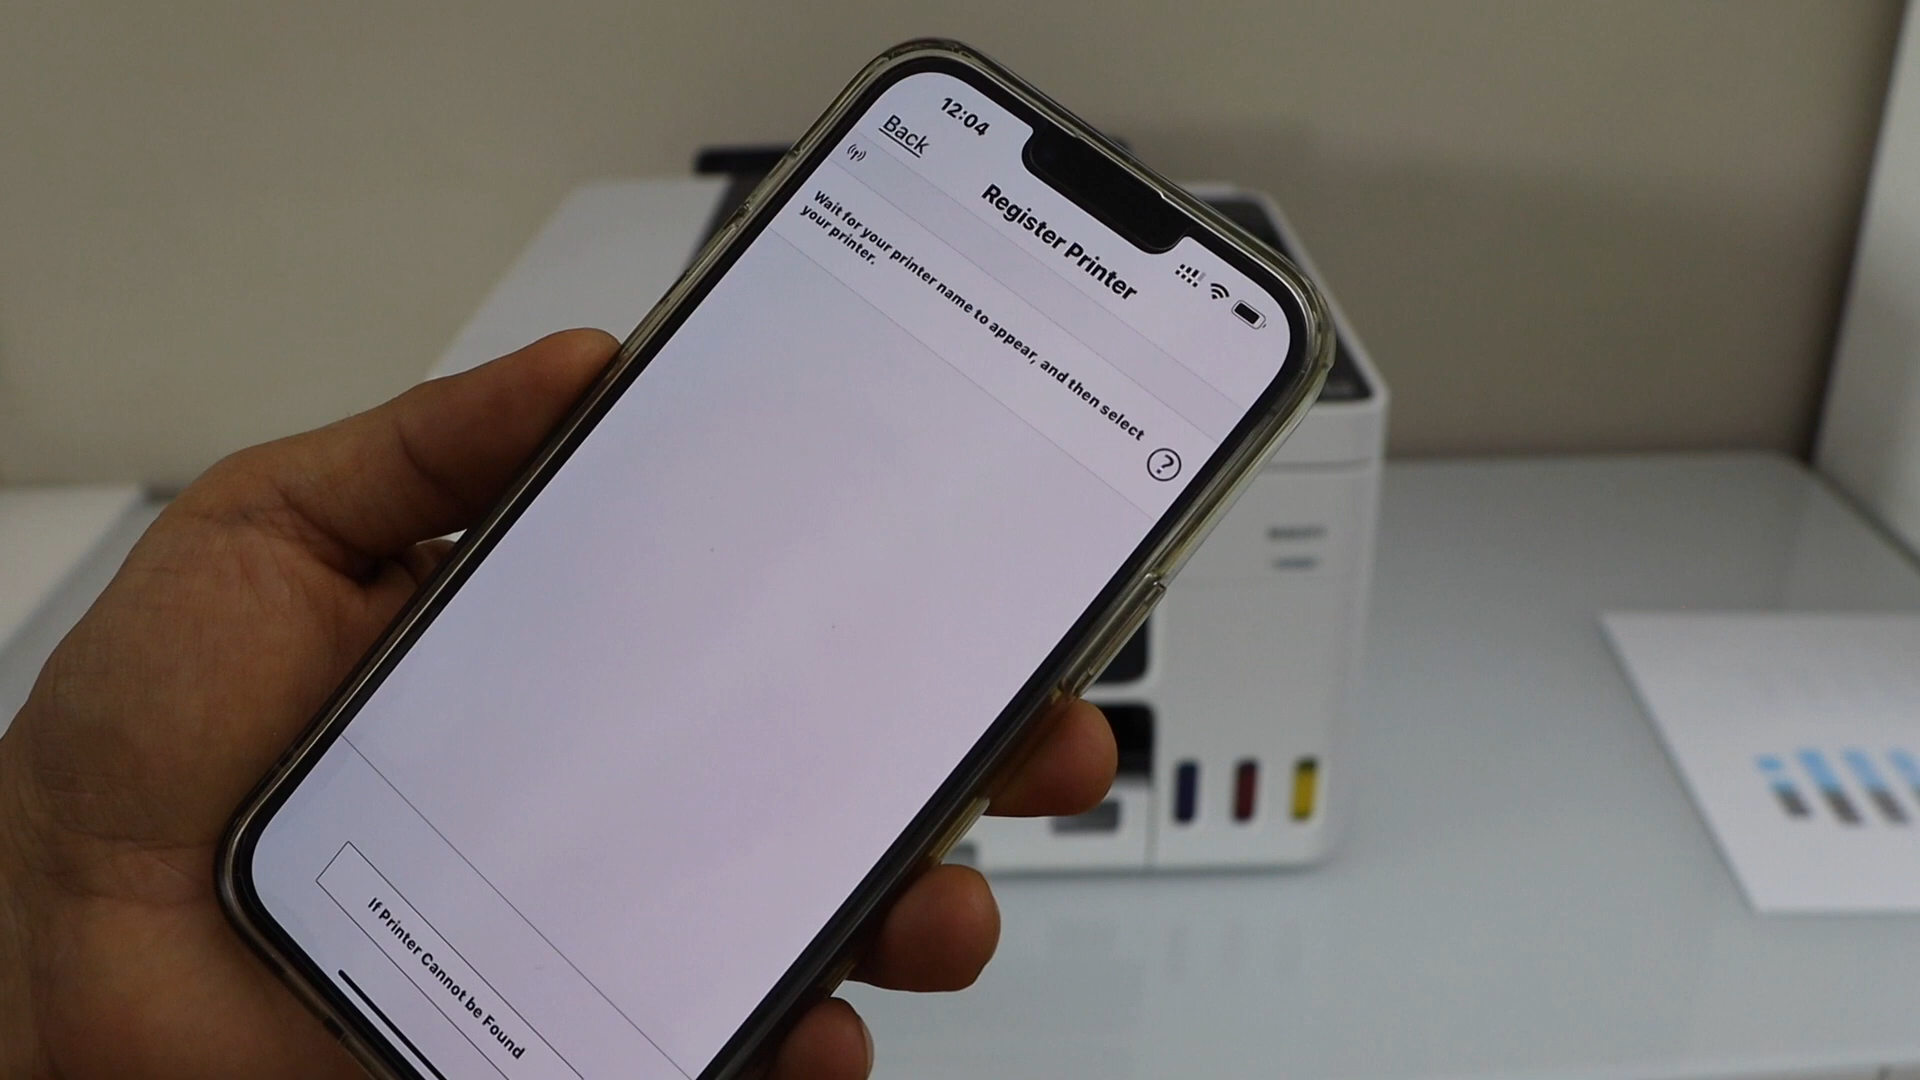 12:04
Back
Register Printer
Wait for your printer name to appear, and then select
your printer.
?
If Printer Cannot be Found